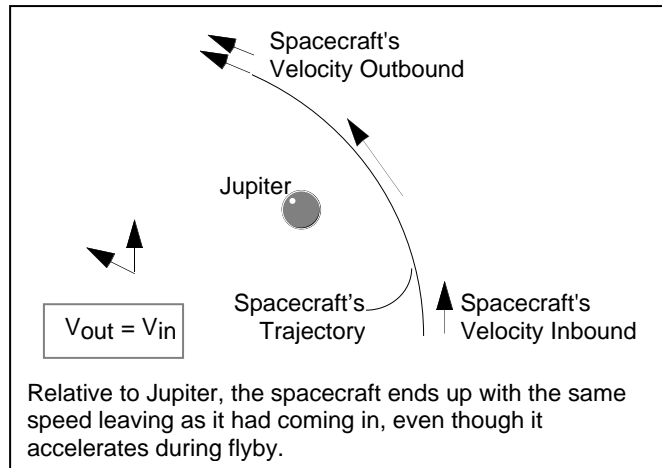 Spacecraft's
Velocity Outbound
Jupiter
Spacecraft's
Trajectory
Spacecraft's
Velocity Inbound
Vout = Vin
Relative to Jupiter, the spacecraft ends up with the same
speed leaving as it had coming in, even though it
accelerates during flyby.